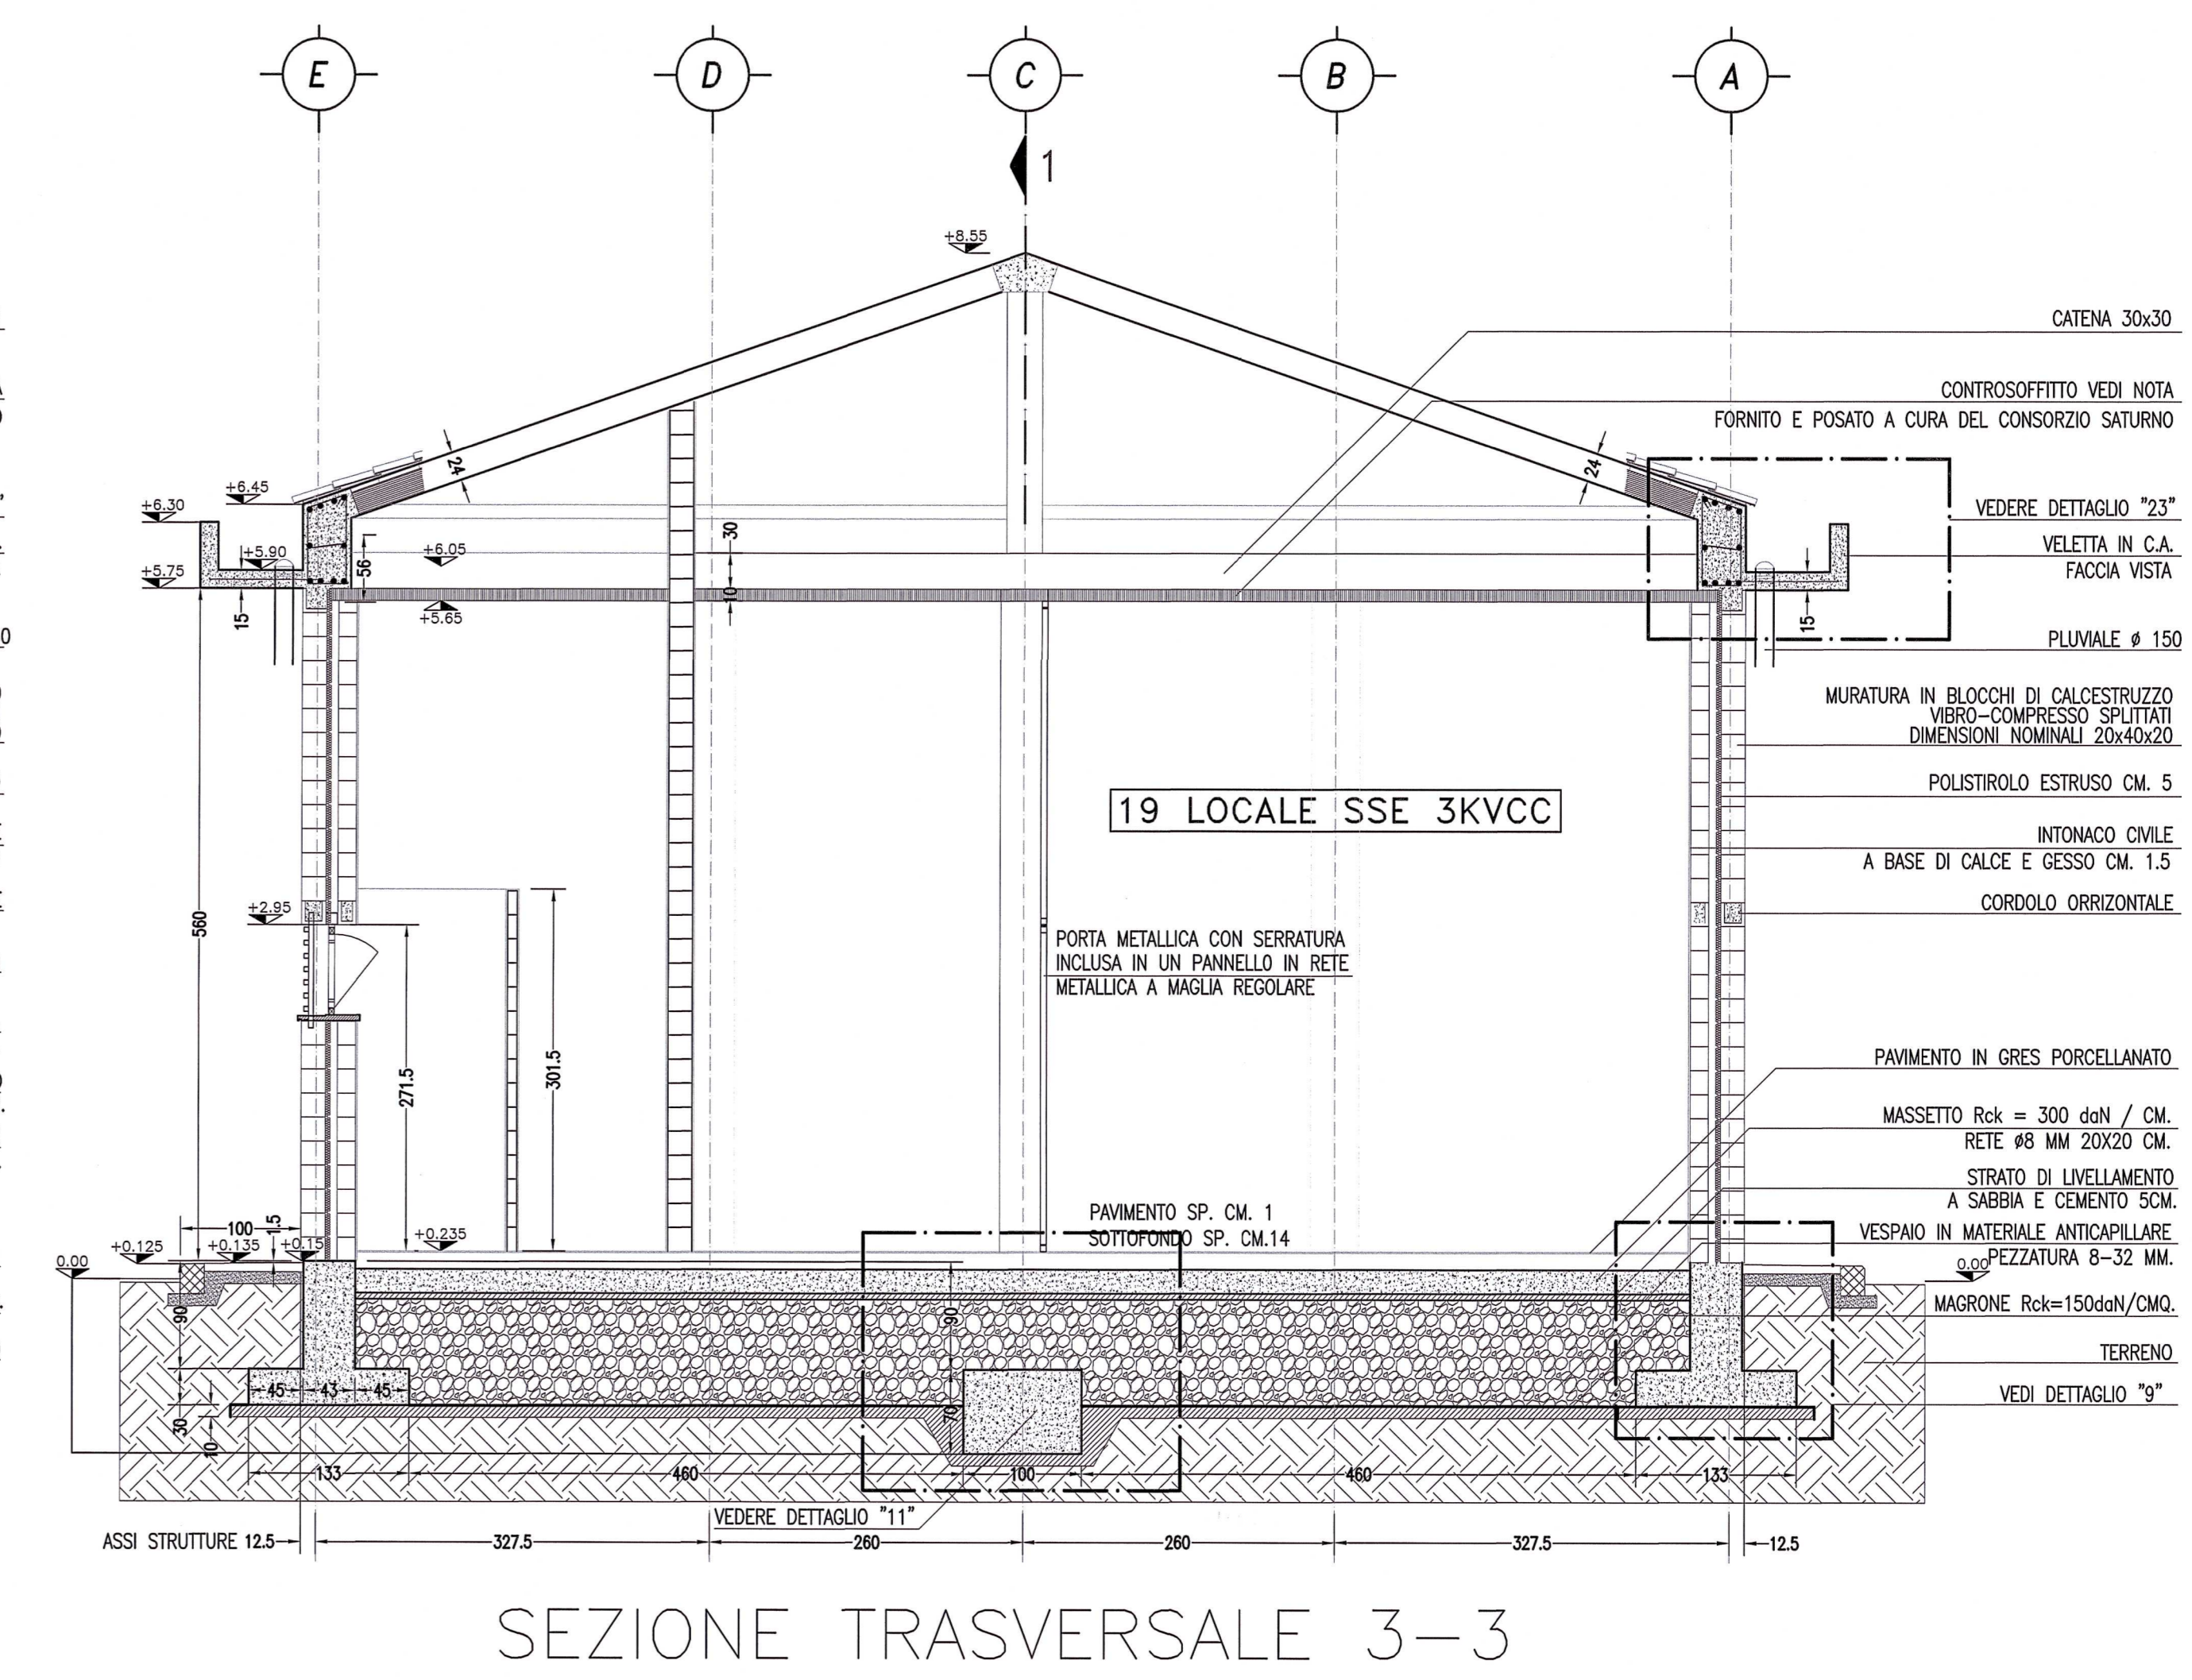 E
D
C
B
A
1
+8.55
CATENA 30x30
CONTROSOFFITTO VEDI NOTA
FORNITO E POSATO A CURA DEL CONSORZIO SATURNO
24
24
+6.45
+6.30
VEDERE DETTAGLIO "23"
30
+5.90
56
+6.05
VELETTA IN C.A.
FACCIA VISTA
+5.75
10
+5.65
15
15
PLUVIALE ø 150
MURATURA IN BLOCCHI DI CALCESTRUZZO
VIBRO-COMPRESSO SPLITTATI
DIMENSIONI NOMINALI 20x40x20
POLISTIROLO ESTRUSO CM. 5
19 LOCALE SSE 3KVCC
INTONACO CIVILE
A BASE DI CALCE E GESSO CM. 1.5
CORDOLO ORRIZONTALE
+2.95
560
PORTA METALLICA CON SERRATURA
INCLUSA IN UN PANNELLO IN RETE
METALLICA A MAGLIA REGOLARE
271.5
301.5
PAVIMENTO IN GRES PORCELLANATO
MASSETTO Rck = 300 daN / CM.
RETE ø8 MM 20X20 CM.
STRATO DI LIVELLAMENTO
A SABBIA E CEMENTO 5CM.
PAVIMENTO SP. CM. 1
SOTTOFONDO SP. CM.14
100
1.5
+0.125
+0.135
+0.15
+0.235
VESPAIO IN MATERIALE ANTICAPILLARE
PEZZATURA 8-32 MM.
0.00
0.00
MAGRONE Rck=150daN/CMQ.
90
90
TERRENO
45
43
45
VEDI DETTAGLIO "9"
30
10
70
133
460
100
460
133
VEDERE DETTAGLIO "11"
ASSI STRUTTURE 12.5
327.5
260
260
327.5
12.5
SEZIONE TRASVERSALE 3-3